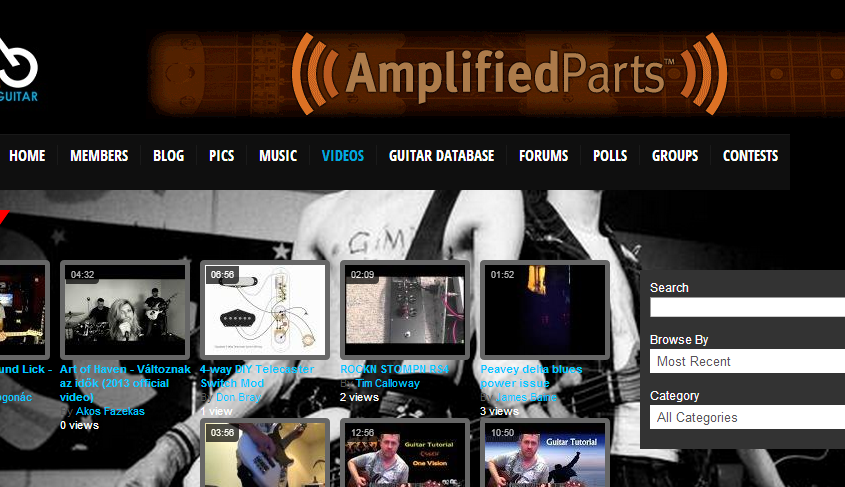 GUITAR
AmplifiedParts™
HOME MEMBERS BLOG PICS MUSIC VIDEOS GUITAR DATABASE FORUMS POLLS GROUPS CONTESTS
04:32
06:56
02:09
01:52
und Lick -
ogonác
Art of Haven - Változnak
az idők (2013 official
video)
By Akos Fazekas
0 views
4-way DIY Telecaster
Switch Mod
By Don Bray
1 view
ROCKN STOMPN RS4
By Tim Calloway
2 views
Peavey delta blues
power issue
By James Baird
3 views
Search
Browse By
Most Recent
Category
All Categories
03:56
12:56
Guitar Tutorial
Queen
One Vision
10:50
Guitar Tutorial